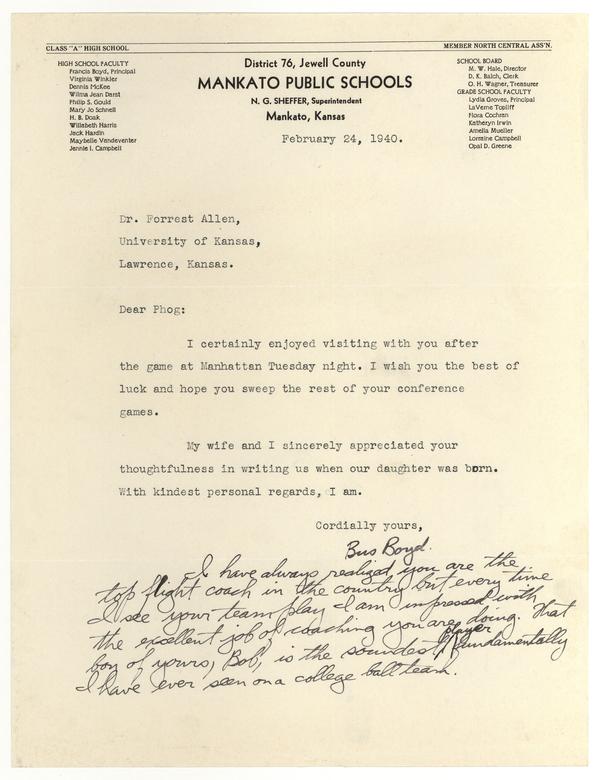 CLASS "A" HIGH SCHOOL
MEMBER NORTH CENTRAL ASS'N.
HIGH SCHOOL FACULTY
Francis Boyd, Principal
Virginia Winkler
Dennis McKee
Wilma Jean Darst
Philip S. Gould
Mary Jo Schnell
H. B. Doak
Willabeth Harris
Jack Hardin
Maybelle Vandeventer
Jennie I. Campbell
District 76, Jewell County
MANKATO PUBLIC SCHOOLS
N. G. SHEFFER, Superintendent
Mankato, Kansas
SCHOOL BOARD
M. W. Hale, Director
D. K. Balch, Clerk
O. H. Wagner, Treasurer
GRADE SCHOOL FACULTY
Lydia Groves, Principal
LaVerne Topliff
Flora Cochran
Katheryn Irwin
Amelia Mueller
Lorraine Campbell
Opal D. Greene
February 24, 1940.
Dr. Forrest Allen,
University of Kansas,
Lawrence, Kansas.
Dear Phog:
I certainly enjoyed visiting with you after
the game at Manhattan Tuesday night. I wish you the best of
luck and hope you sweep the rest of your conference
games.
My wife and I sincerely appreciated your
thoughtfulness in writing us when our daughter was born.
With kindest personal regards, I am.
Cordially yours,
Bus Boyd.
I have always realized you are the
top flight coach in the country but every time
I see your team play I am impressed with
the excellent job of coaching you are doing. That
boy of yours, Bob, is the soundest player fundamentally
I have ever seen on a college ball team.